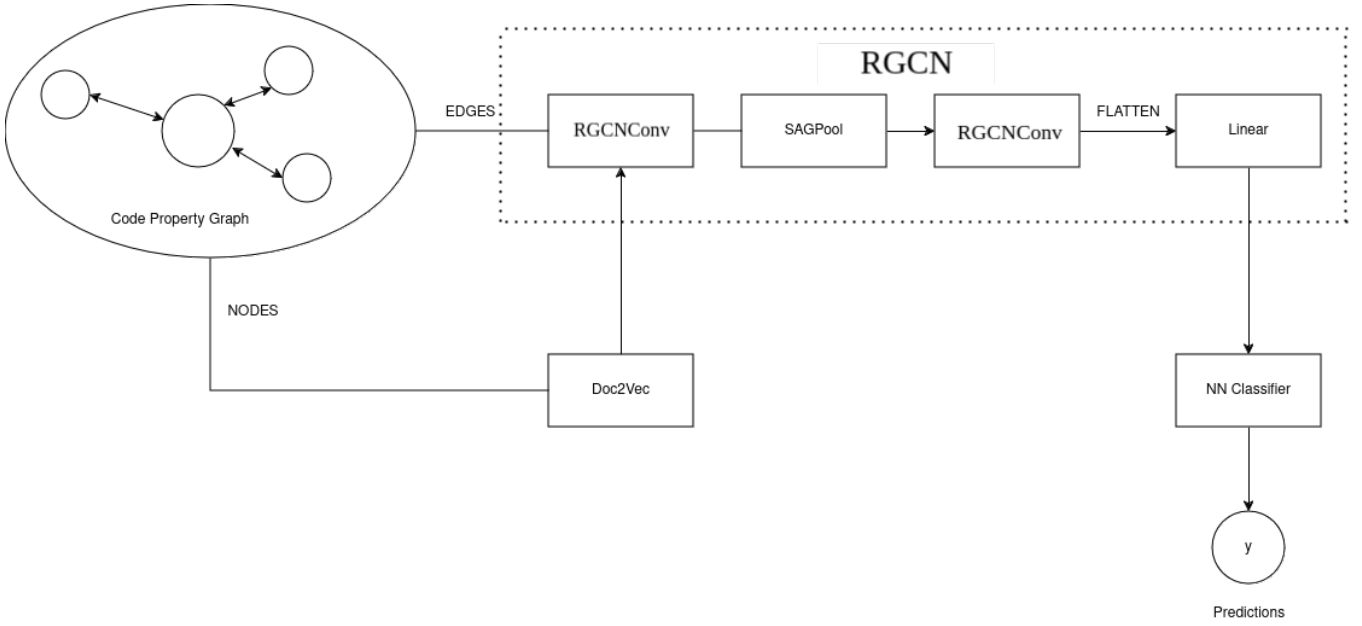 RGCN
EDGES
RGCNConv
SAGPool
RGCNConv
FLATTEN
Linear
Code Property Graph
NODES
Doc2Vec
NN Classifier
y
Predictions